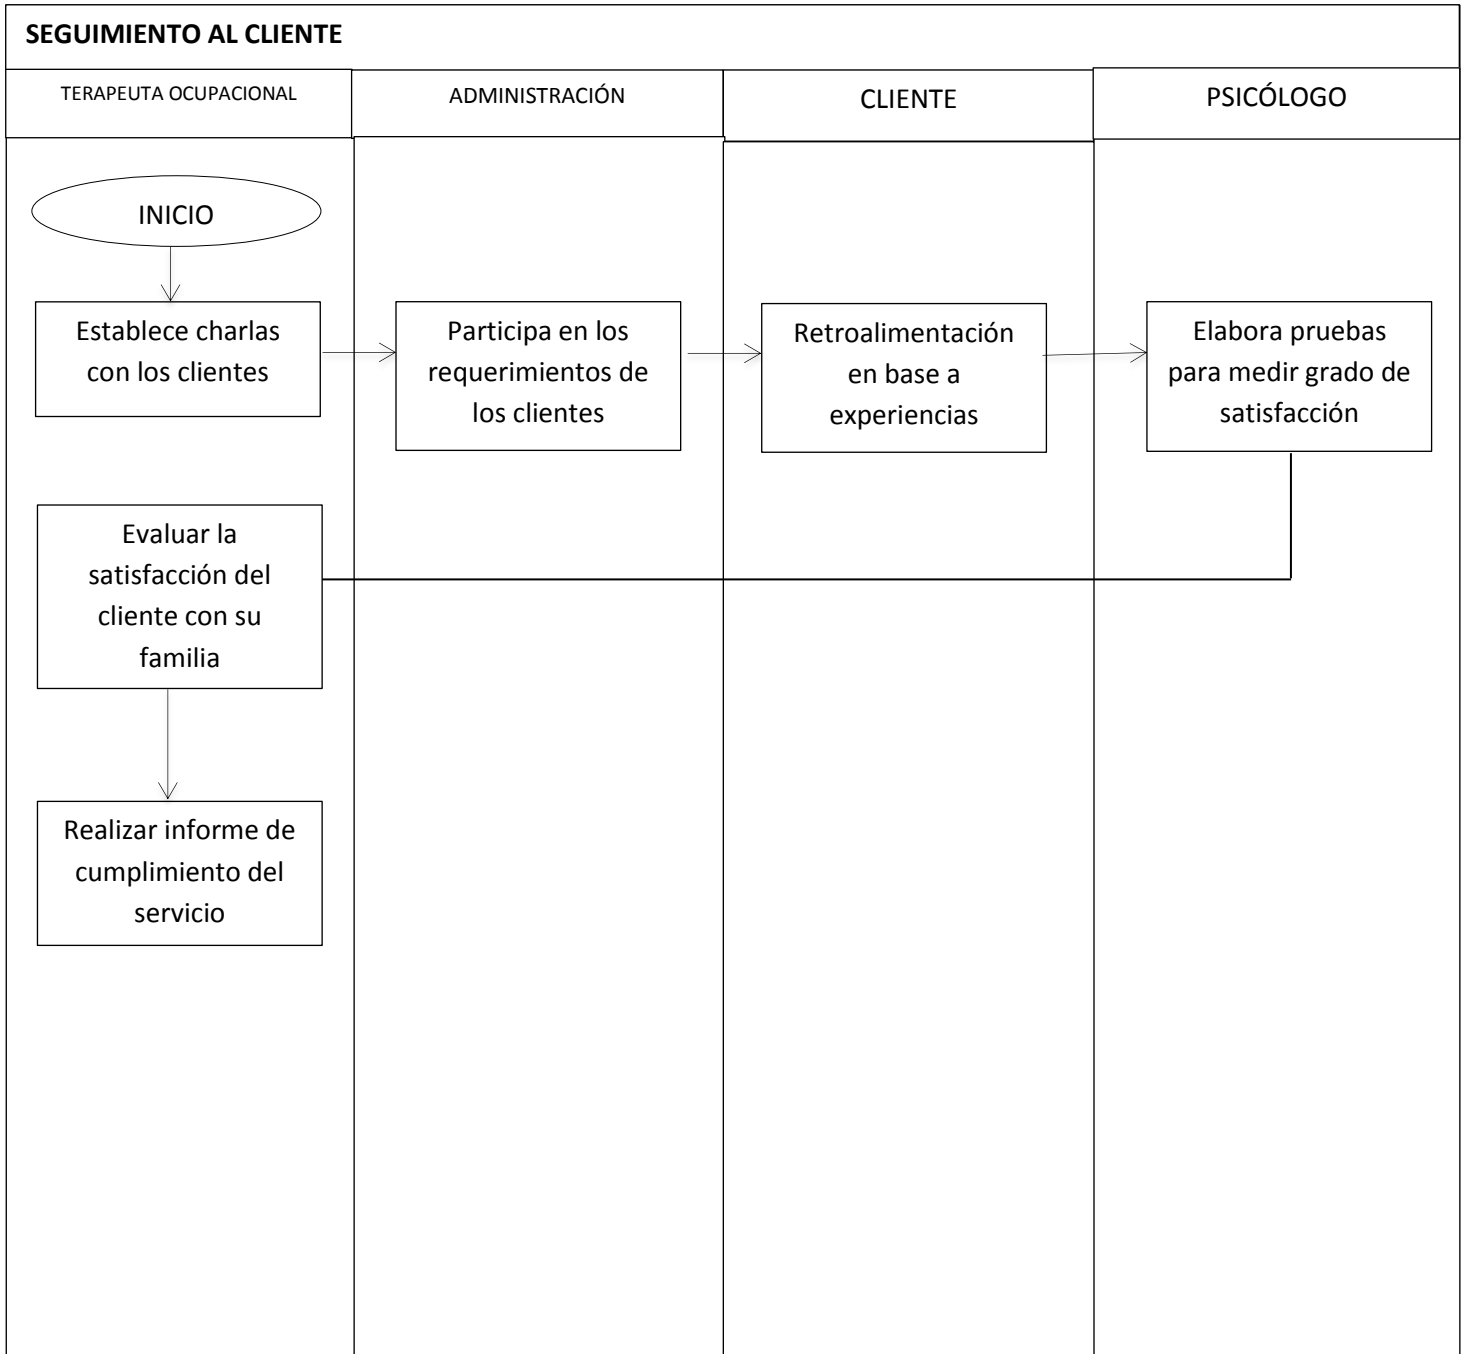 SEGUIMIENTO AL CLIENTE
TERAPEUTA OCUPACIONAL
ADMINISTRACIÓN
CLIENTE
PSICÓLOGO
INICIO
Establece charlas
con los clientes
Participa en los
requerimientos de
los clientes
Retroalimentación
en base a
experiencias
Elabora pruebas
para medir grado de
satisfacción
Evaluar la
satisfacción del
cliente con su
familia
Realizar informe de
cumplimiento del
servicio